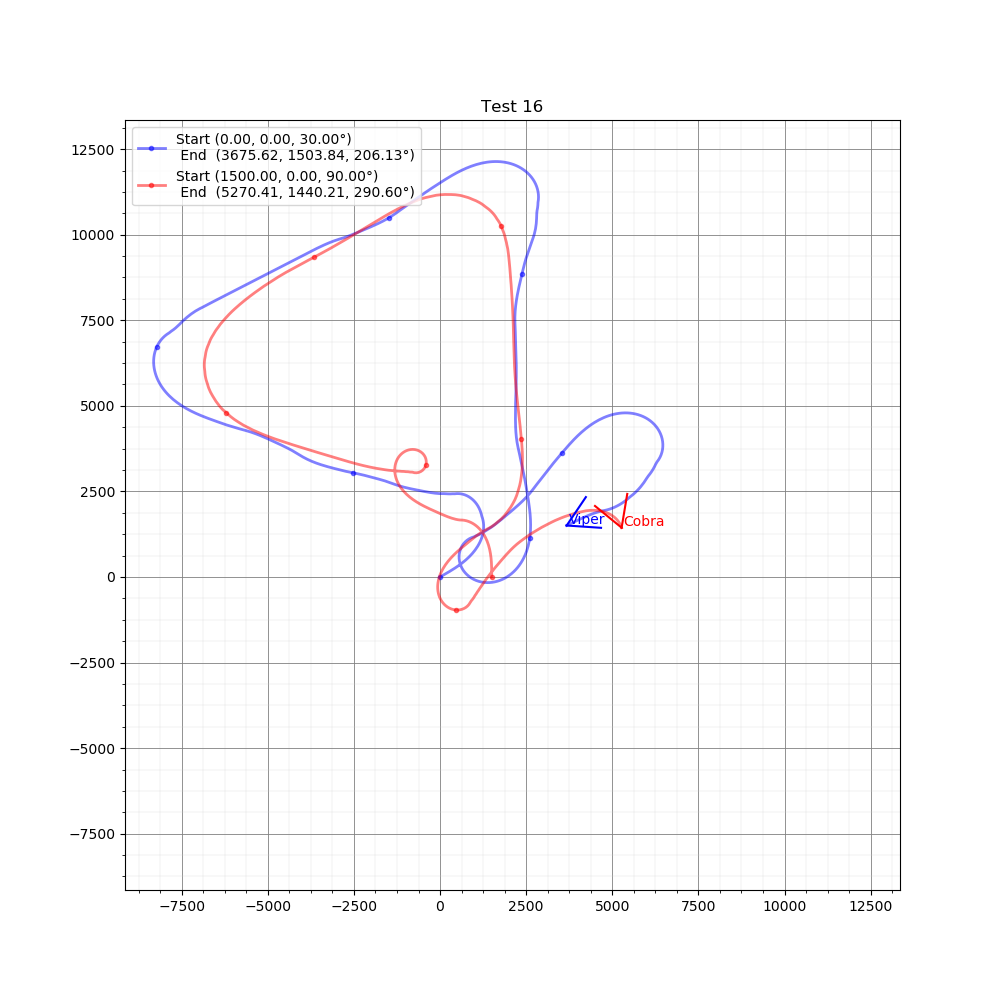 Test 16
Start (0.00, 0.00, 30.00°)
End  (3675.62, 1503.84, 206.13°)
Start (1500.00, 0.00, 90.00°)
End  (5270.41, 1440.21, 290.60°)
12500
10000
7500
5000
2500
0
−2500
−5000
−7500
Viper
Cobra
−7500 −5000 −2500 0 2500 5000 7500 10000 12500